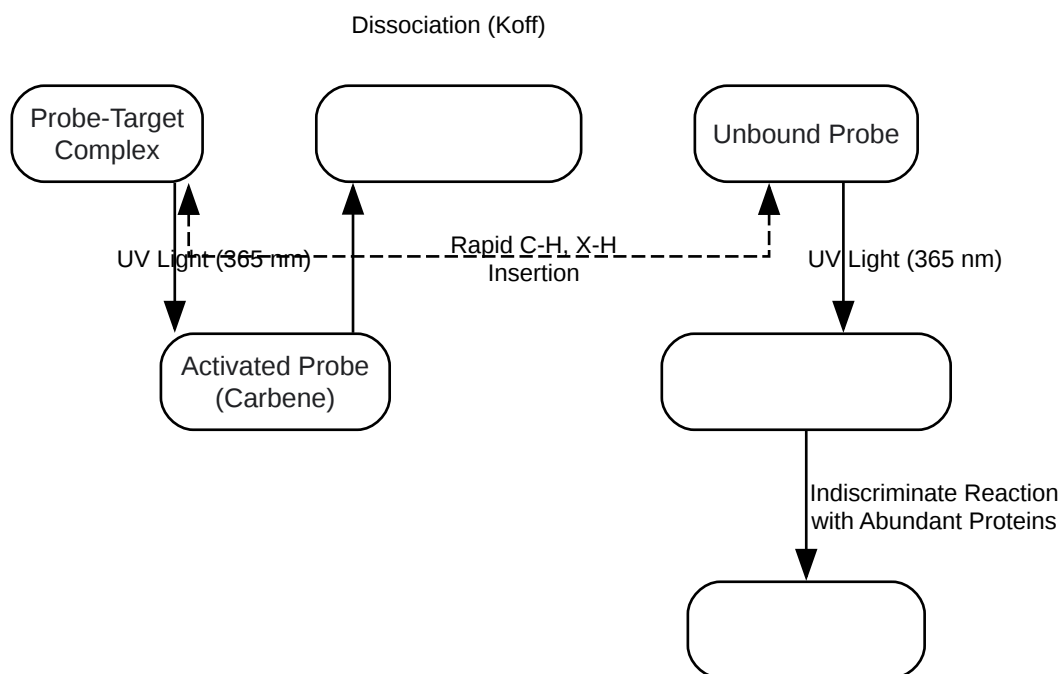 Dissociation (Koff)
Probe-Target
Complex
Unbound Probe
UV Light (365 nm)
Rapid C-H, X-H
Insertion
UV Light (365 nm)
Activated Probe
(Carbene)
Indiscriminate Reaction
with Abundant Proteins